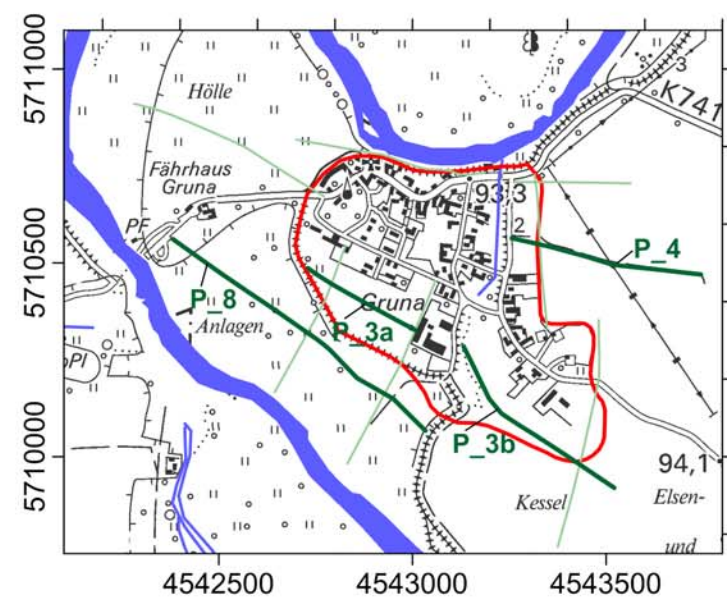 5711000
5710500
5710000
4542500
4543000
4543500
Hölle
3
K741
Fährhaus
Gruna
PF
93,3
2
P_4
P_8
Anlagen
Gruna
P_3a
P_3b
94,1
Kessel
Elsen-
und